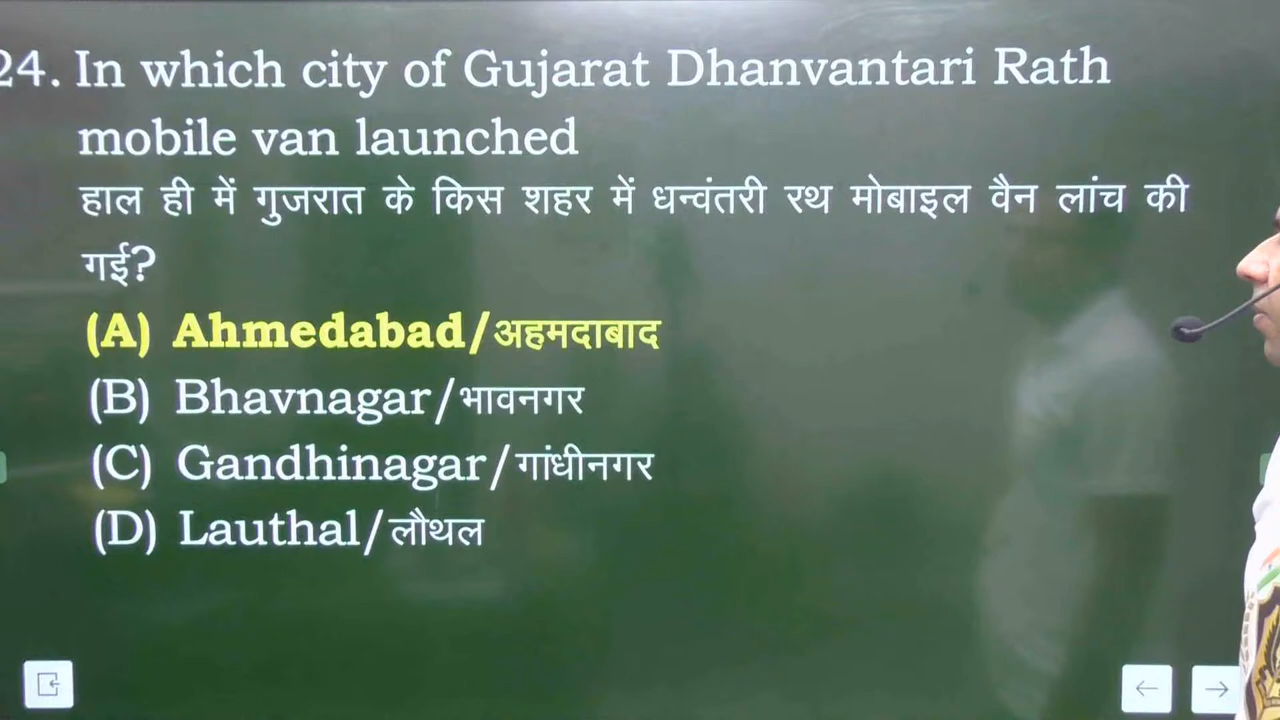 24. In which city of Gujarat Dhanvantari Rath
mobile van launched
हाल ही में गुजरात के किस शहर में धन्वंतरी रथ मोबाइल वैन लांच की
गई?
(A) Ahmedabad/अहमदाबाद
(B) Bhavnagar/भावनगर
(C) Gandhinagar/गांधीनगर
(D) Lauthal/लौथल